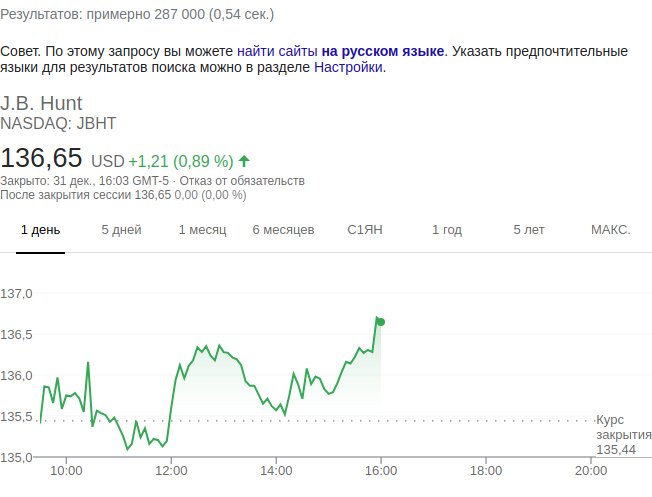 Результатов: примерно 287 000 (0,54 сек.)
Совет. По этому запросу вы можете найти сайты на русском языке. Указать предпочтительные
языки для результатов поиска можно в разделе Настройки.
J.B. Hunt
NASDAQ: JBHT
136,65 USD +1,21 (0,89 %)
Закрыто: 31 дек., 16:03 GMT-5 · Отказ от обязательств
После закрытия сессии 136,65 0,00 (0,00 %)
1 день 5 дней 1 месяц 6 месяцев С1ЯН 1 год 5 лет МАКС.
137,0
136,5
136,0
135,5
Курс
закрытия
135,44
135,0
10:00 12:00 14:00 16:00 18:00 20:00